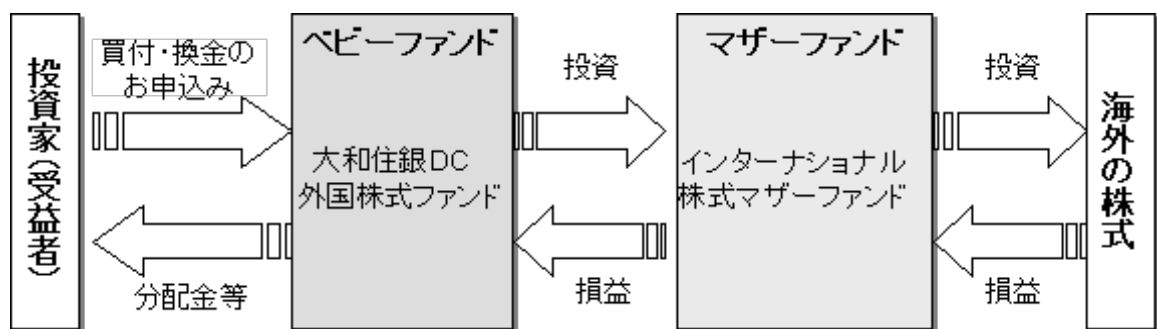 投資家(受益者)
買付・換金の
お申込み
分配金等
ベビーファンド
大和住銀DC
外国株式ファンド
投資
損益
マザーファンド
インターナショナル
株式マザーファンド
投資
損益
海外の株式